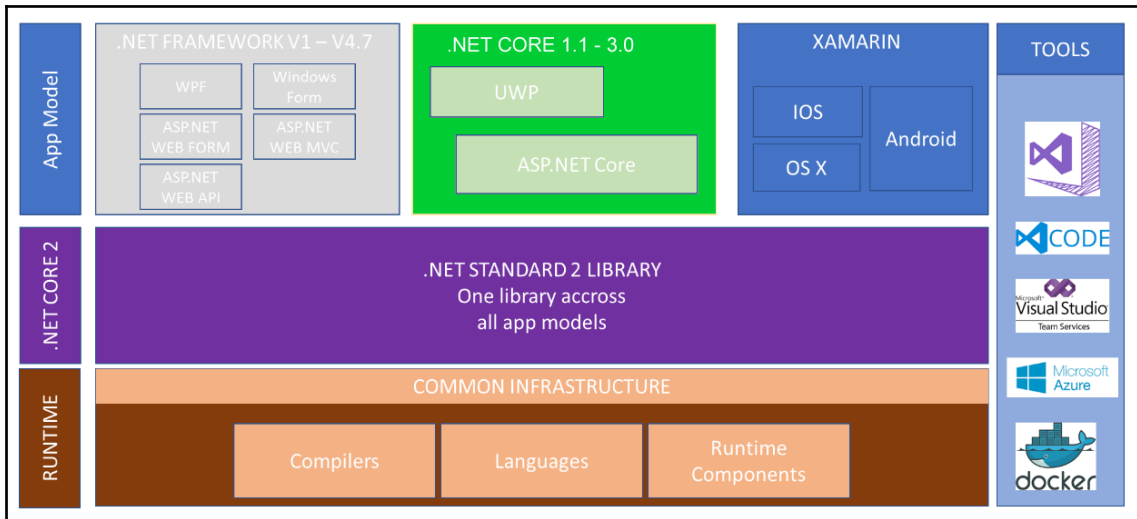 App Model
.NET FRAMEWORK V1 – V4.7
WPF
Windows
Form
ASP.NET
WEB FORM
ASP.NET
WEB MVC
ASP.NET
WEB API
.NET CORE 1.1 - 3.0
UWP
ASP.NET Core
XAMARIN
IOS
OS X
Android
.NET CORE 2
.NET STANDARD 2 LIBRARY
One library accross
all app models
RUNTIME
COMMON INFRASTRUCTURE
Compilers
Languages
Runtime
Components
TOOLS
CODE
Microsoft
Visual Studio
Team Services
Microsoft
Azure
docker